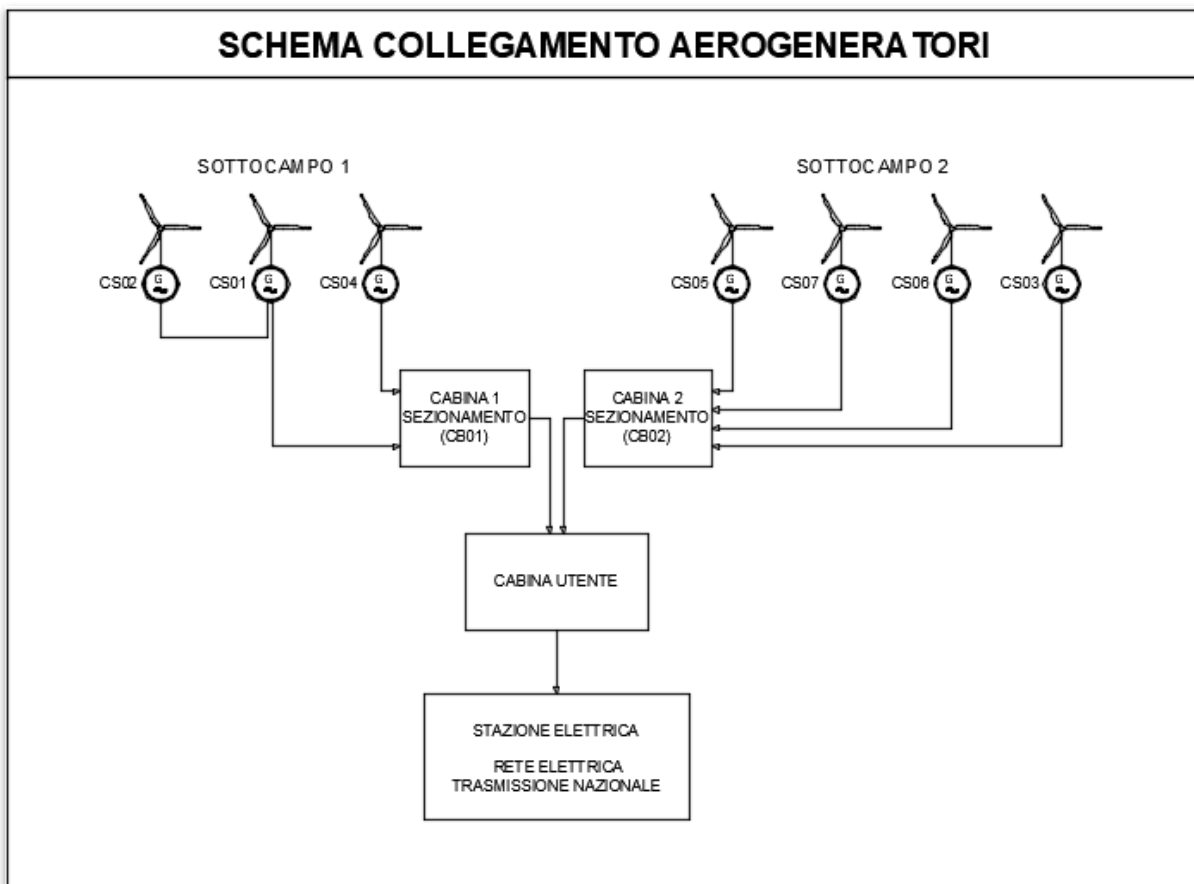 SCHEMA COLLEGAMENTO AEROGENERATORI
SOTTOCAMPO 1
SOTTOCAMPO 2
CS02
G
CS01
G
CS04
G
CS05
G
CS07
G
CS06
G
CS03
G
CABINA 1
SEZIONAMENTO
(CB01)
CABINA 2
SEZIONAMENTO
(CB02)
CABINA UTENTE
STAZIONE ELETTRICA
RETE ELETTRICA
TRASMISSIONE NAZIONALE